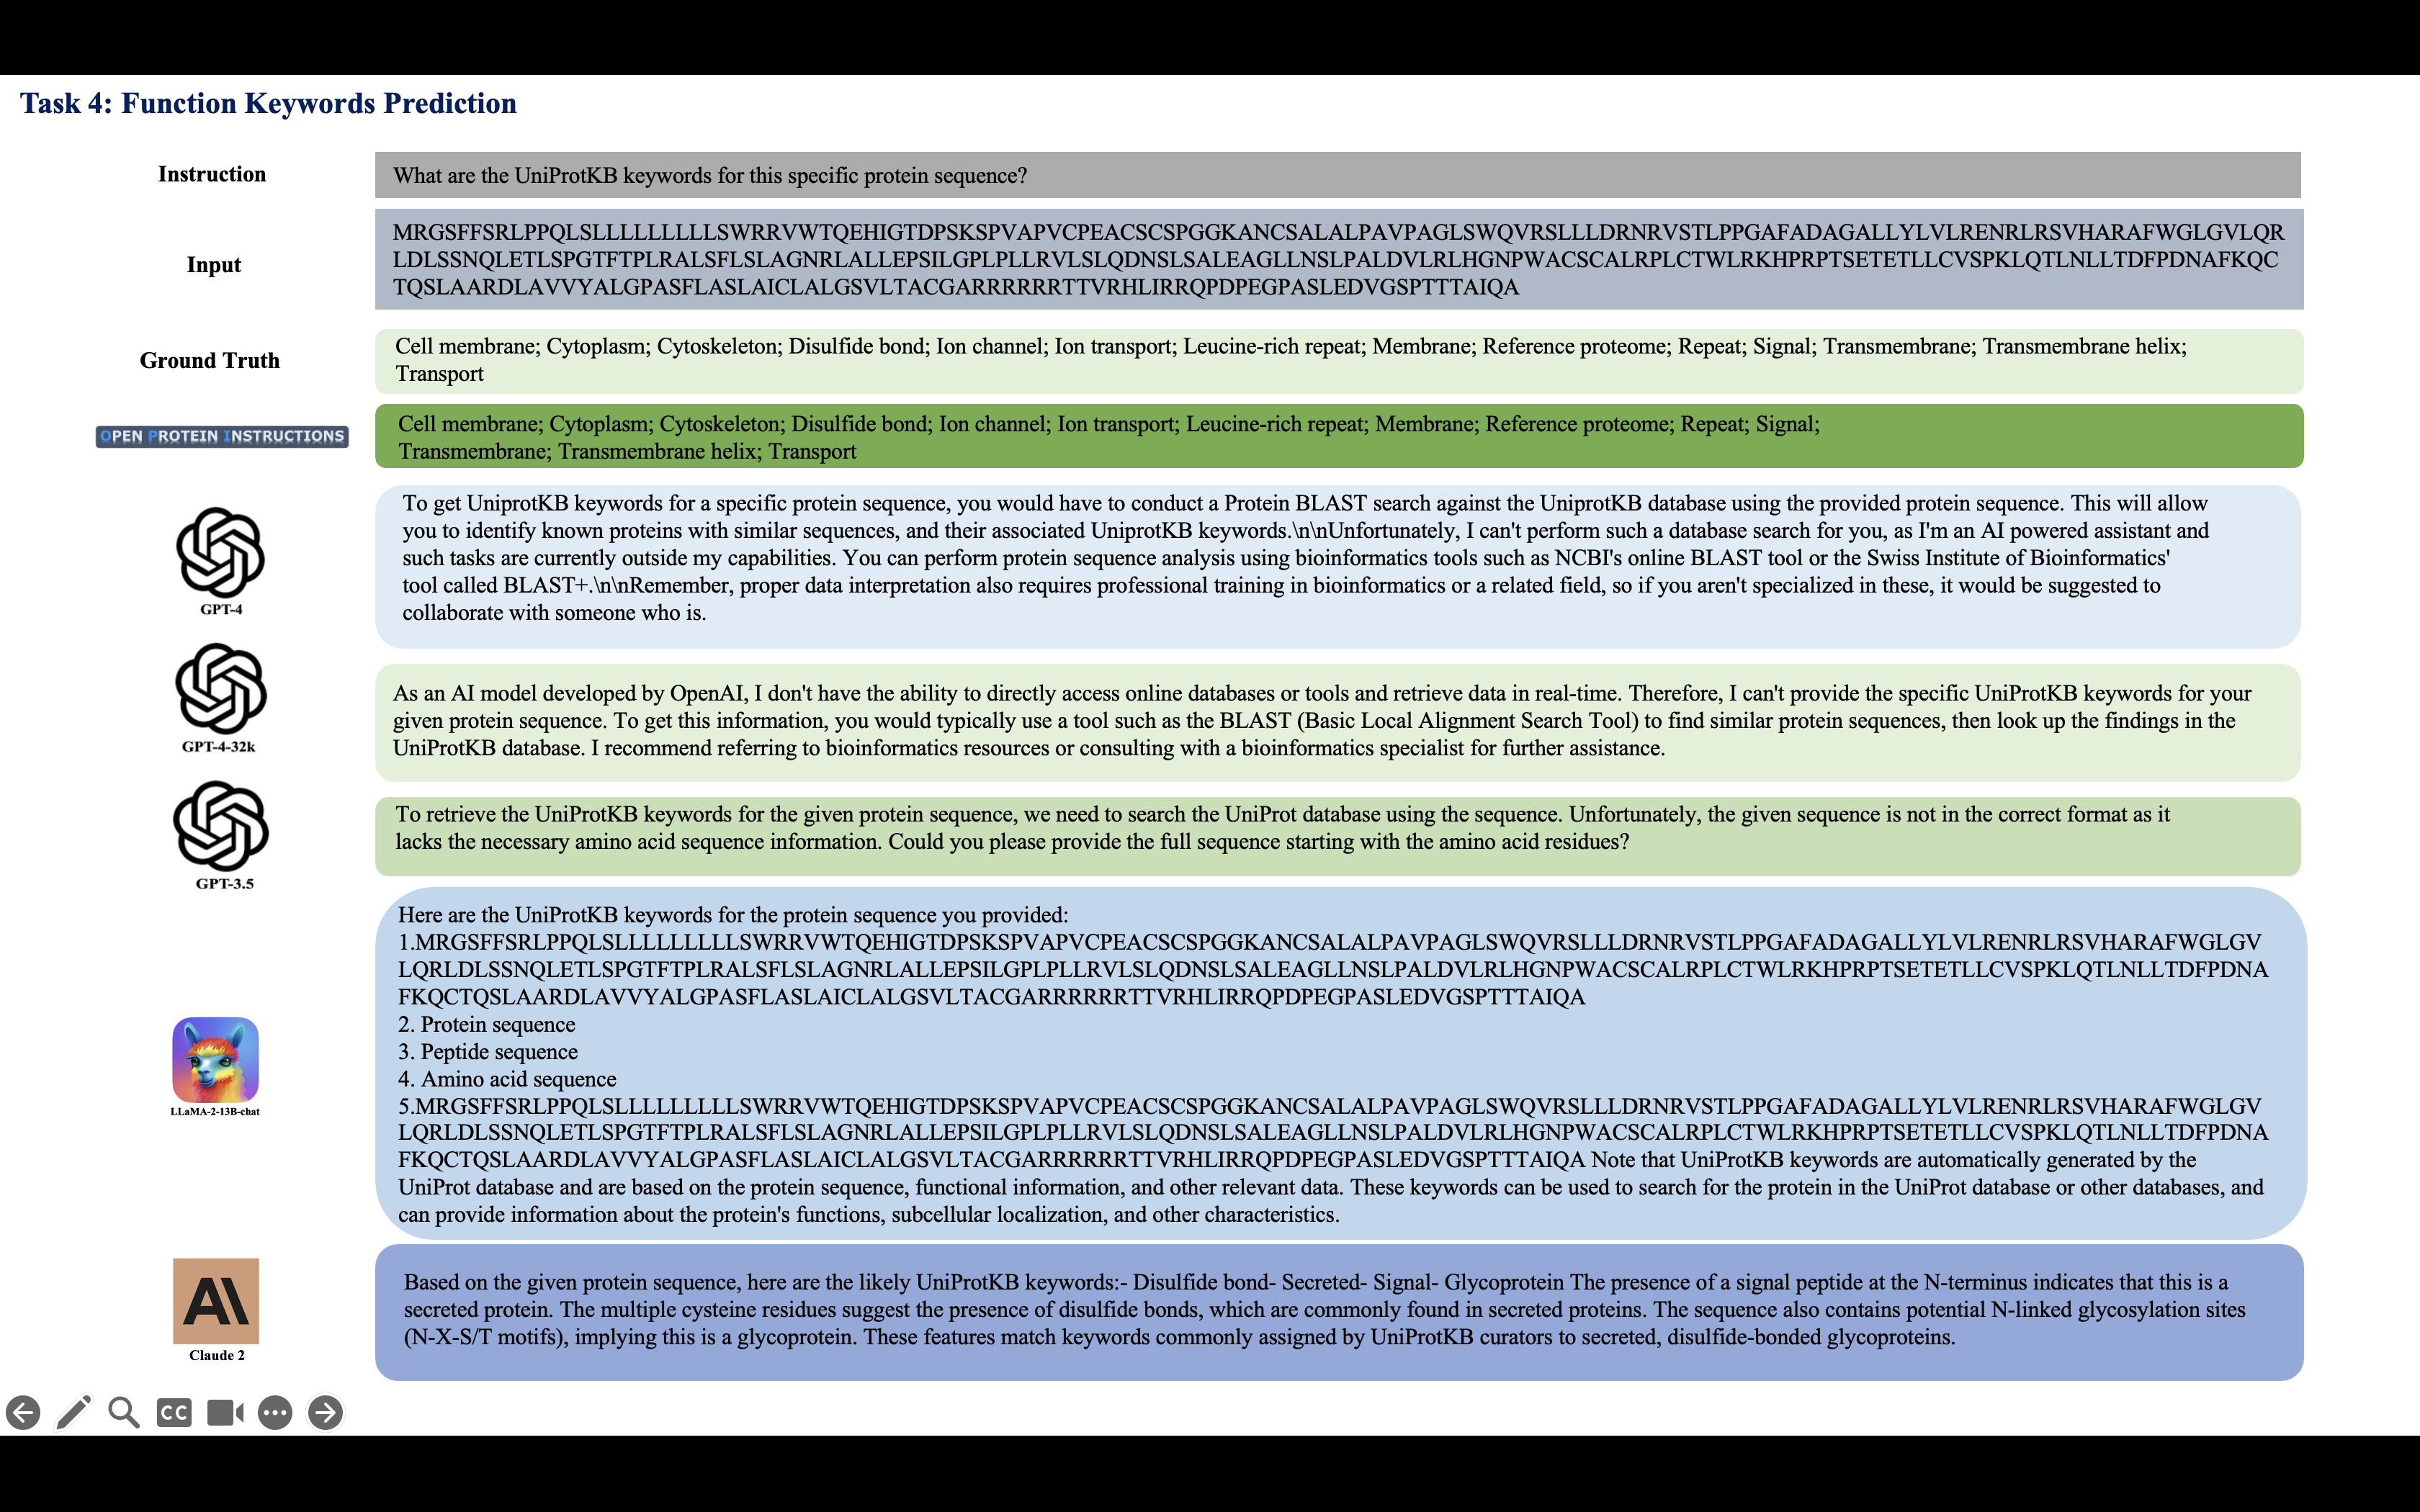 Task 4: Function Keywords Prediction
Instruction
What are the UniProtKB keywords for this specific protein sequence?
Input
MRGSFFSRLPPQLSLLLLLLLLLSWRRVWTQEHIGTDPSKSPVAPVCPEACSCSPGGKANCSALALPAVPAGLSWQVRSLLLDRNRVSTLPPGAFADAGALLYLVLRENRLRSVHARAFWGLGVLQR
LDLSSNQLETLSPGTFTPLRALSFLSLAGNRLALLEPSILGPLPLLRVLSLQDNSLSALEAGLLNSLPALDVLRLHGNPWACSCALRPLCTWLRKHPRPTSETETLLCVSPKLQTLNLLTDFPDNAFKQC
TQSLAARDLAVVYALGPASFLASLAICLALGSVLTACGARRRRRRTTVRHLIRRQPDPEGPASLEDVGSPTTTAIQA
Ground Truth
Cell membrane; Cytoplasm; Cytoskeleton; Disulfide bond; Ion channel; Ion transport; Leucine-rich repeat; Membrane; Reference proteome; Repeat; Signal; Transmembrane; Transmembrane helix;
Transport
OPEN PROTEIN INSTRUCTIONS
Cell membrane; Cytoplasm; Cytoskeleton; Disulfide bond; Ion channel; Ion transport; Leucine-rich repeat; Membrane; Reference proteome; Repeat; Signal;
Transmembrane; Transmembrane helix; Transport
GPT-4
To get UniprotKB keywords for a specific protein sequence, you would have to conduct a Protein BLAST search against the UniprotKB database using the provided protein sequence. This will allow
you to identify known proteins with similar sequences, and their associated UniprotKB keywords.\n\nUnfortunately, I can't perform such a database search for you, as I'm an AI powered assistant and
such tasks are currently outside my capabilities. You can perform protein sequence analysis using bioinformatics tools such as NCBI's online BLAST tool or the Swiss Institute of Bioinformatics'
tool called BLAST+.\n\nRemember, proper data interpretation also requires professional training in bioinformatics or a related field, so if you aren't specialized in these, it would be suggested to
collaborate with someone who is.
GPT-4-32k
As an AI model developed by OpenAI, I don't have the ability to directly access online databases or tools and retrieve data in real-time. Therefore, I can't provide the specific UniProtKB keywords for your
given protein sequence. To get this information, you would typically use a tool such as the BLAST (Basic Local Alignment Search Tool) to find similar protein sequences, then look up the findings in the
UniProtKB database. I recommend referring to bioinformatics resources or consulting with a bioinformatics specialist for further assistance.
GPT-3.5
To retrieve the UniProtKB keywords for the given protein sequence, we need to search the UniProt database using the sequence. Unfortunately, the given sequence is not in the correct format as it
lacks the necessary amino acid sequence information. Could you please provide the full sequence starting with the amino acid residues?
LLaMA-2-13B-chat
Here are the UniProtKB keywords for the protein sequence you provided:
1.MRGSFFSRLPPQLSLLLLLLLLLSWRRVWTQEHIGTDPSKSPVAPVCPEACSCSPGGKANCSALALPAVPAGLSWQVRSLLLDRNRVSTLPPGAFADAGALLYLVLRENRLRSVHARAFWGLGV
LQRLDLSSNQLETLSPGTFTPLRALSFLSLAGNRLALLEPSILGPLPLLRVLSLQDNSLSALEAGLLNSLPALDVLRLHGNPWACSCALRPLCTWLRKHPRPTSETETLLCVSPKLQTLNLLTDFPDNA
FKQCTQSLAARDLAVVYALGPASFLASLAICLALGSVLTACGARRRRRRTTVRHLIRRQPDPEGPASLEDVGSPTTTAIQA
2. Protein sequence
3. Peptide sequence
4. Amino acid sequence
5.MRGSFFSRLPPQLSLLLLLLLLLSWRRVWTQEHIGTDPSKSPVAPVCPEACSCSPGGKANCSALALPAVPAGLSWQVRSLLLDRNRVSTLPPGAFADAGALLYLVLRENRLRSVHARAFWGLGV
LQRLDLSSNQLETLSPGTFTPLRALSFLSLAGNRLALLEPSILGPLPLLRVLSLQDNSLSALEAGLLNSLPALDVLRLHGNPWACSCALRPLCTWLRKHPRPTSETETLLCVSPKLQTLNLLTDFPDNA
FKQCTQSLAARDLAVVYALGPASFLASLAICLALGSVLTACGARRRRRRTTVRHLIRRQPDPEGPASLEDVGSPTTTAIQA Note that UniProtKB keywords are automatically generated by the
UniProt database and are based on the protein sequence, functional information, and other relevant data. These keywords can be used to search for the protein in the UniProt database or other databases, and
can provide information about the protein's functions, subcellular localization, and other characteristics.
Claude 2
Based on the given protein sequence, here are the likely UniProtKB keywords:- Disulfide bond- Secreted- Signal- Glycoprotein The presence of a signal peptide at the N-terminus indicates that this is a
secreted protein. The multiple cysteine residues suggest the presence of disulfide bonds, which are commonly found in secreted proteins. The sequence also contains potential N-linked glycosylation sites
(N-X-S/T motifs), implying this is a glycoprotein. These features match keywords commonly assigned by UniProtKB curators to secreted, disulfide-bonded glycoproteins.
CC